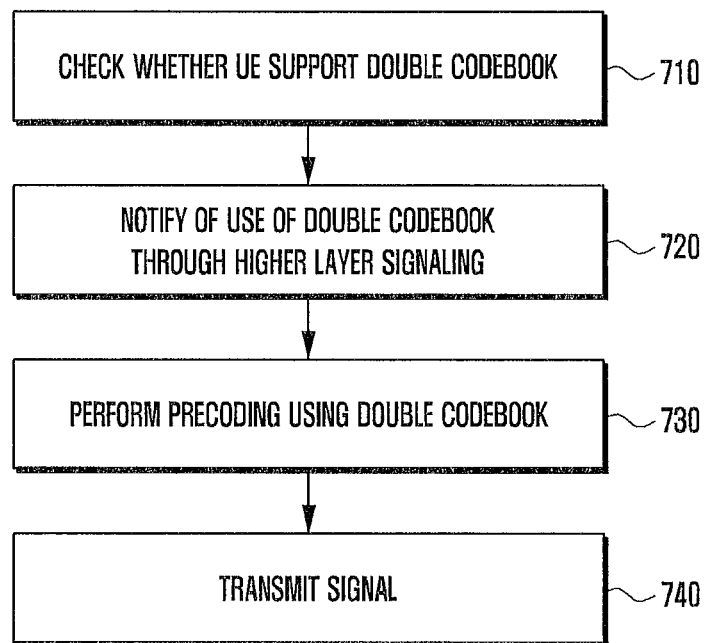 CHECK WHETHER UE SUPPORT DOUBLE CODEBOOK
710
NOTIFY OF USE OF DOUBLE CODEBOOK
THROUGH HIGHER LAYER SIGNALING
720
PERFORM PRECODING USING DOUBLE CODEBOOK
730
TRANSMIT SIGNAL
740